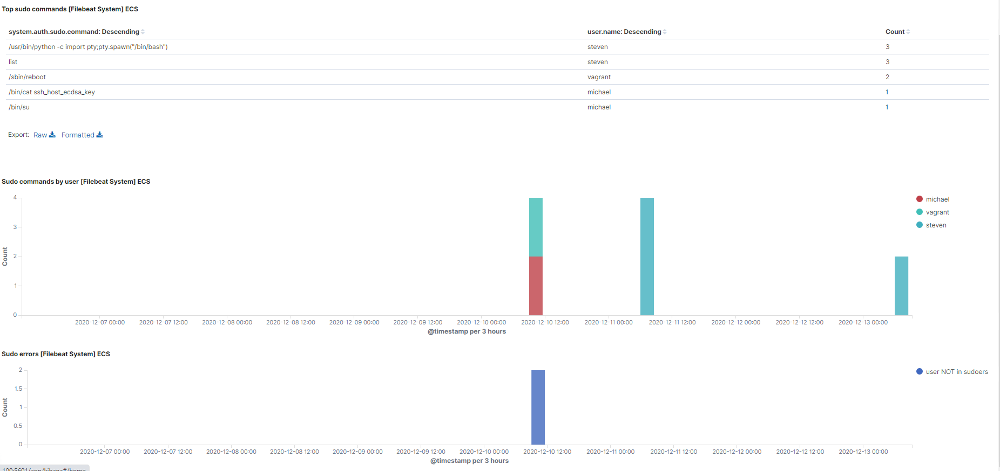 Top sudo commands [Filebeat System] ECS
system.auth.sudo.command: Descending user.name: Descending Count
/usr/bin/python -c import pty;pty.spawn("/bin/bash") steven 3
list steven 3
/sbin/reboot vagrant 2
/bin/cat ssh_host_ecdsa_key michael 1
/bin/su michael 1
Export: Raw Formatted
Sudo commands by user [Filebeat System] ECS
4
3
2
1
0
Count
michael
vagrant
steven
2020-12-07 00:00 2020-12-07 12:00 2020-12-08 00:00 2020-12-08 12:00 2020-12-09 00:00 2020-12-09 12:00 2020-12-10 00:00 2020-12-10 12:00 2020-12-11 00:00 2020-12-11 12:00 2020-12-12 00:00 2020-12-12 12:00 2020-12-13 00:00
@timestamp per 3 hours
Sudo errors [Filebeat System] ECS
2
1.5
1
0.5
0
Count
user NOT in sudoers
2020-12-07 00:00 2020-12-07 12:00 2020-12-08 00:00 2020-12-08 12:00 2020-12-09 00:00 2020-12-09 12:00 2020-12-10 00:00 2020-12-10 12:00 2020-12-11 00:00 2020-12-11 12:00 2020-12-12 00:00 2020-12-12 12:00 2020-12-13 00:00
@timestamp per 3 hours
100:5601/app/kibana#/home